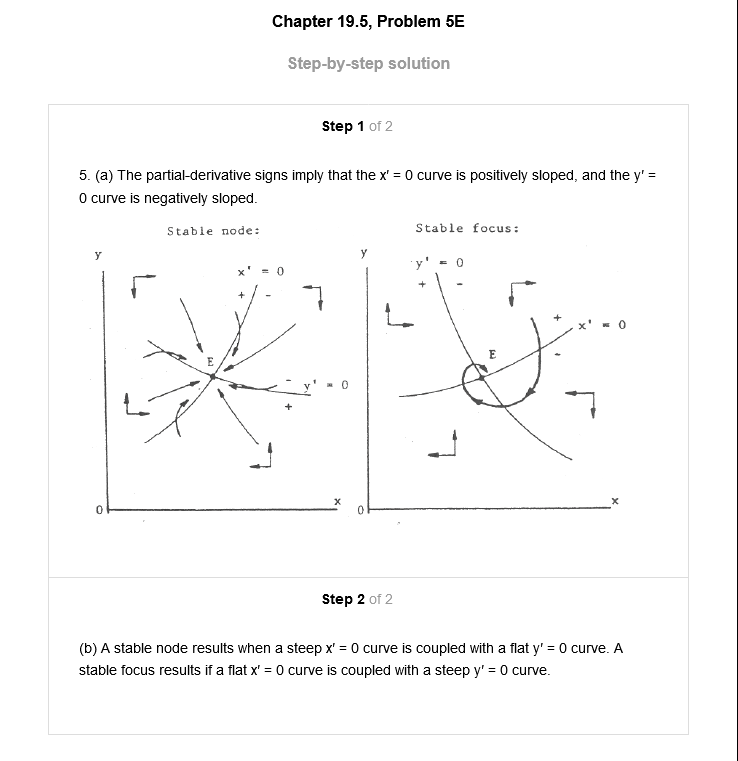 Chapter 19.5, Problem 5E
Step-by-step solution
Step 1 of 2
5. (a) The partial-derivative signs imply that the x' = 0 curve is positively sloped, and the y' =
0 curve is negatively sloped.
Stable node:
y
x' = 0
+ -
E
- y' = 0
+
0
x
Stable focus:
y
y' = 0
+ -
+ x' = 0
-
E
0
x
Step 2 of 2
(b) A stable node results when a steep x' = 0 curve is coupled with a flat y' = 0 curve. A
stable focus results if a flat x' = 0 curve is coupled with a steep y' = 0 curve.